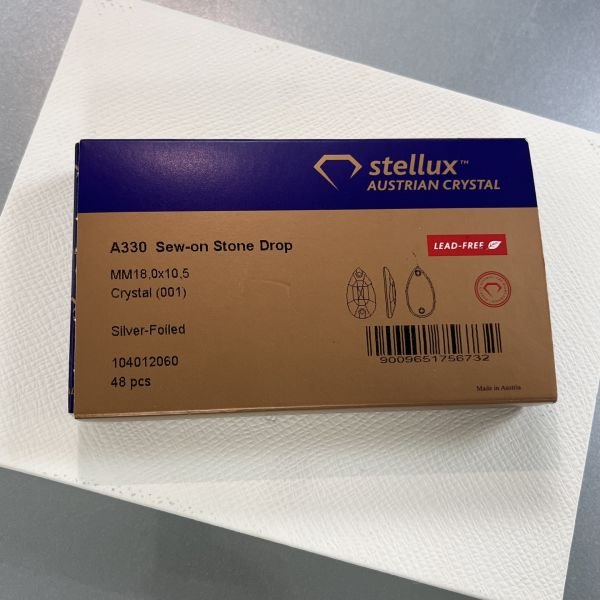 stellux™
AUSTRIAN CRYSTAL
A330 Sew-on Stone Drop
LEAD-FREE
MM18,0x10,5
Crystal (001)
Silver-Foiled
104012060
48 pcs
9009651756732
Made in Austria